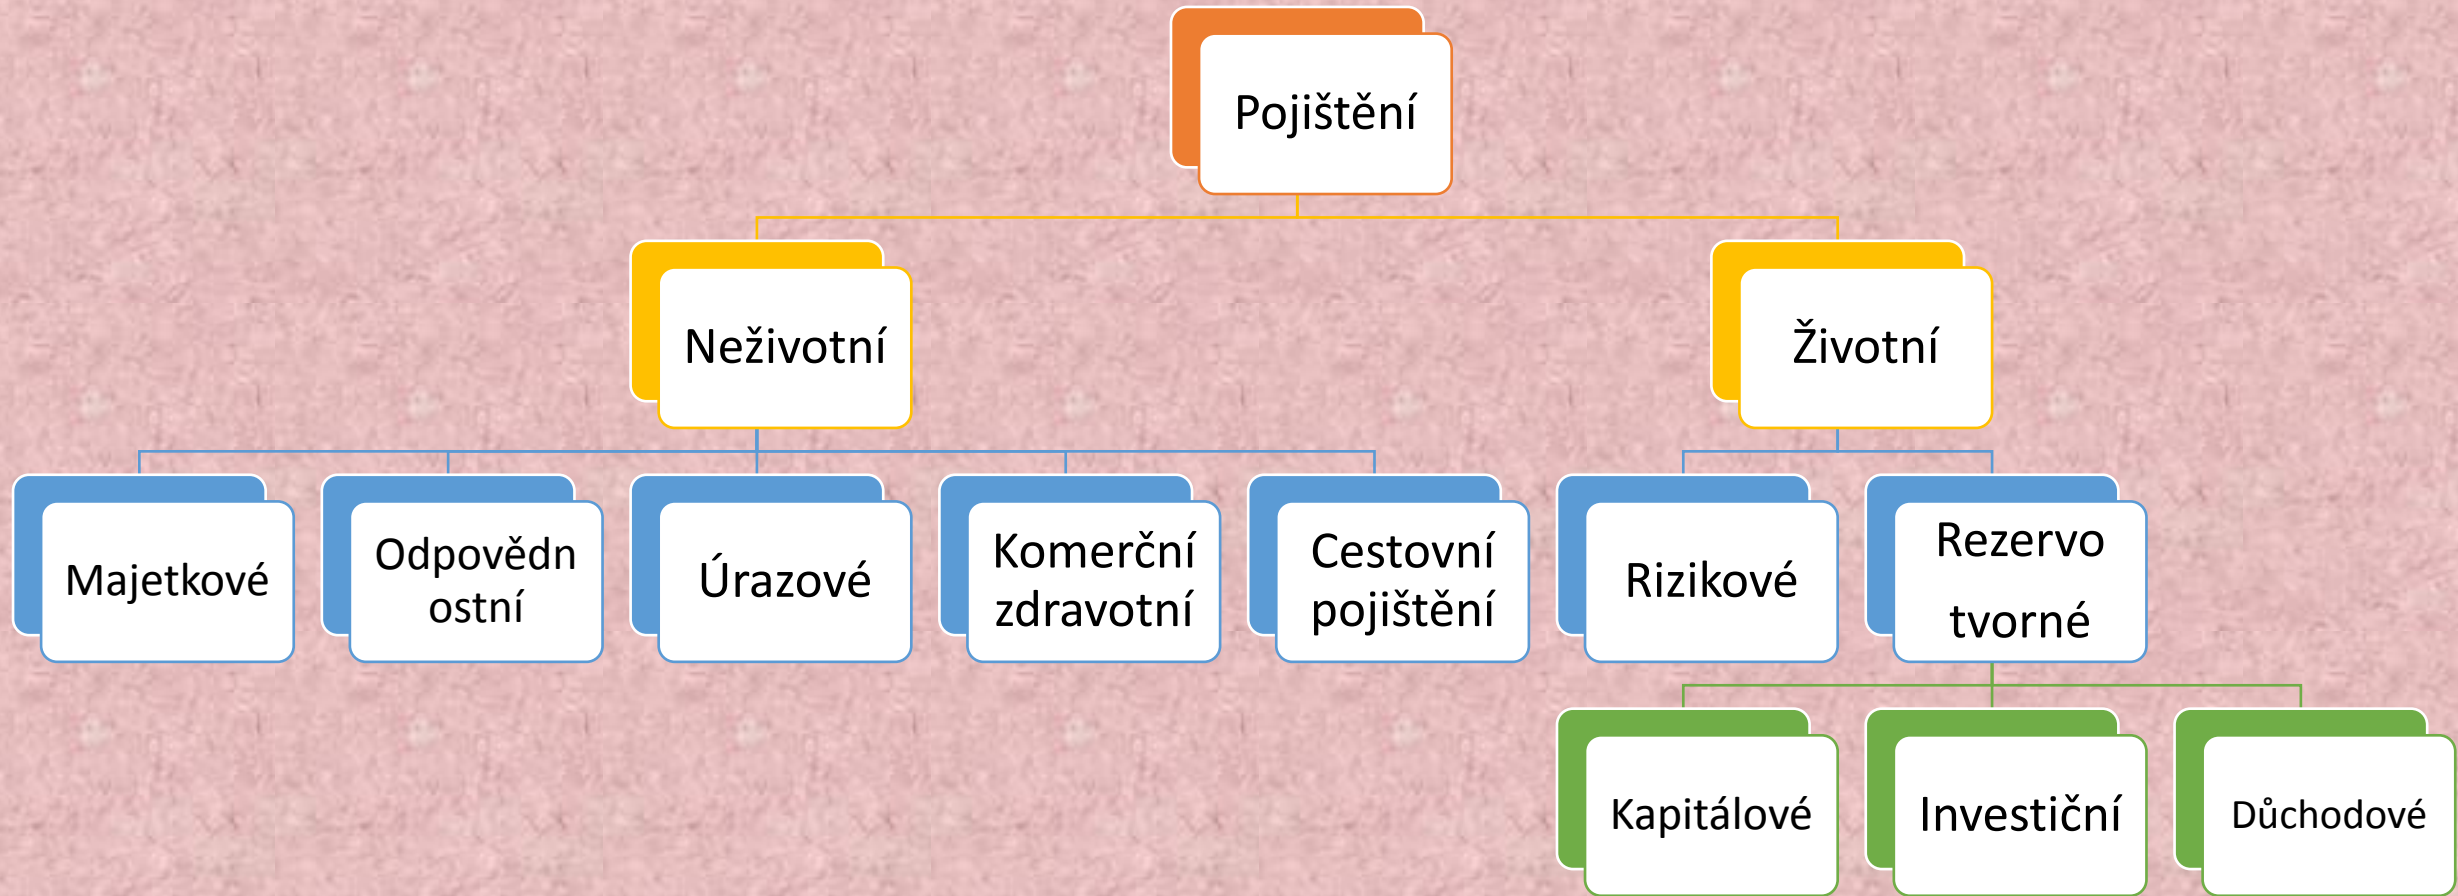 Pojištění
Neživotní
Životní
Majetkové
Odpovědn
ostní
Úrazové
Komerční
zdravotní
Cestovní
pojištění
Rizikové
Rezervo
tvorné
Kapitálové
Investiční
Důchodové